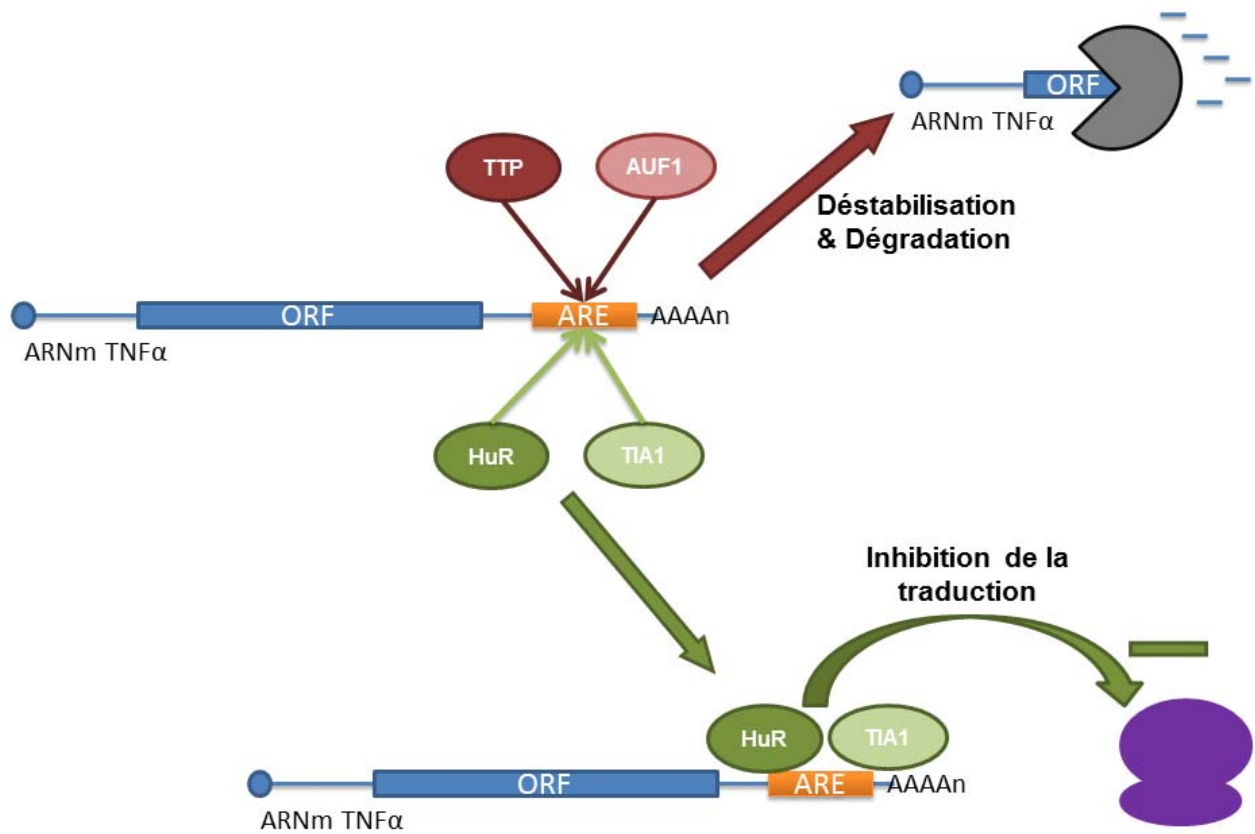 ORF
ARNm TNFα
TTP
AUF1
Déstabilisation
& Dégradation
ORF
ARE
AAAAn
ARNm TNFα
HuR
TIA1
Inhibition de la
traduction
HuR
TIA1
ORF
ARE
AAAAn
ARNm TNFα